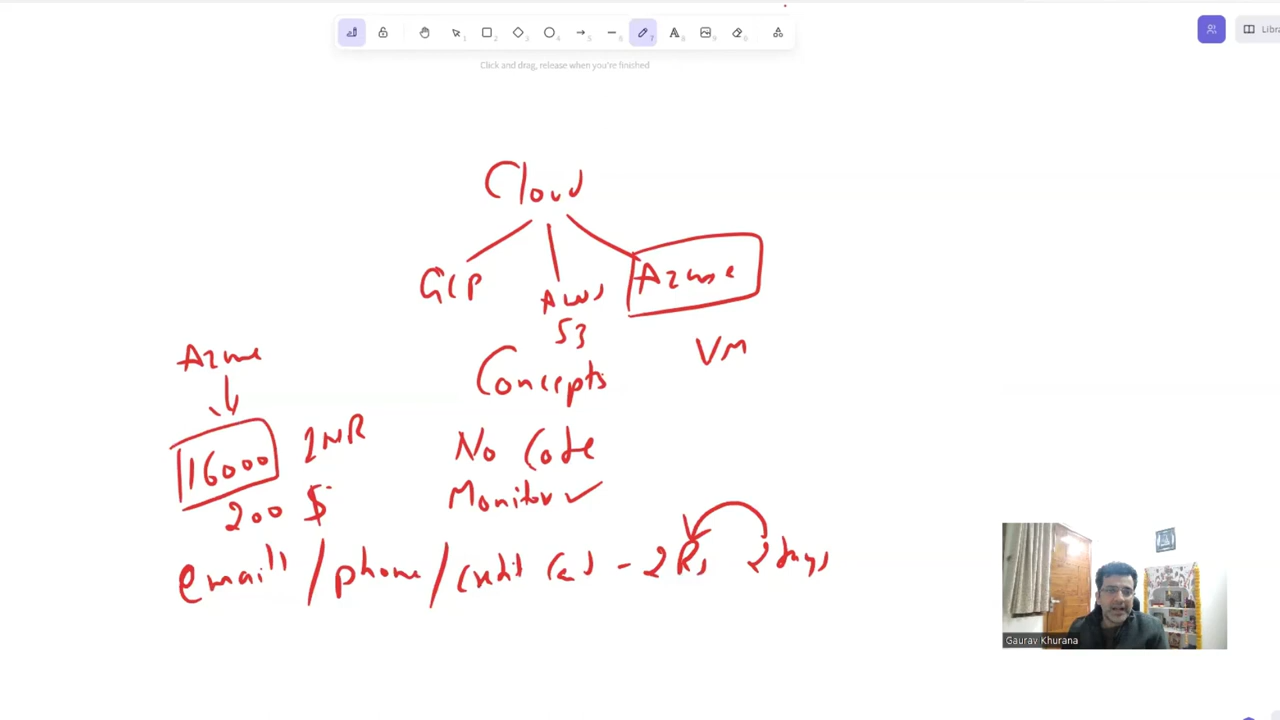 Libra
Click and drag, release when you're finished
Cloud
GCP
AWS
Azure
S3
VM
Concepts
Azure
16000 INR
200 $
No Code
Monitor ✓
email / phone / credit Card - 2 Rs 2 days
Gaurav Khurana